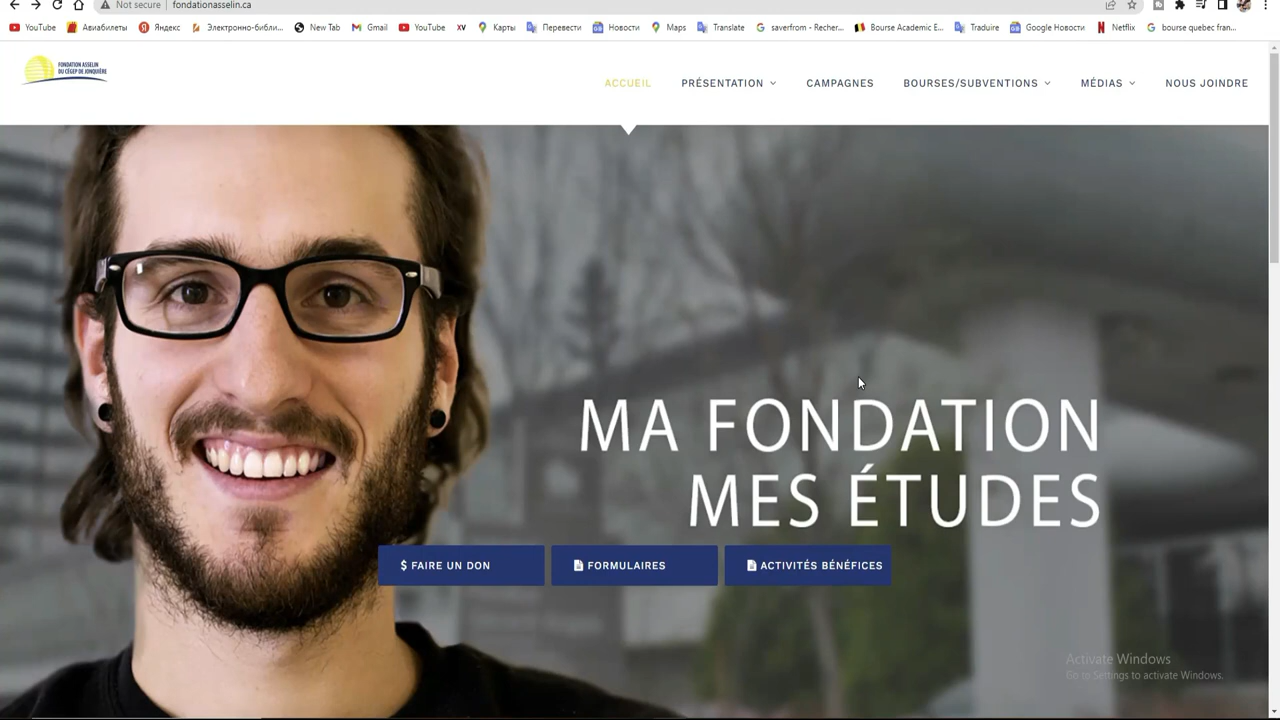 Not secure | fondationasselin.ca
YouTube Авиабилеты Яндекс Электронно-библи... New Tab Gmail YouTube XV Карты Перевести Новости Maps Translate saverfrom - Recher... Bourse Academic E... Traduire Google Новости Netflix bourse quebec fran...
FONDATION ASSELIN
DU CÉGEP DE JONQUIÈRE
ACCUEIL PRÉSENTATION CAMPAGNES BOURSES/SUBVENTIONS MÉDIAS NOUS JOINDRE
MA FONDATION
MES ÉTUDES
$ FAIRE UN DON FORMULAIRES ACTIVITÉS BÉNÉFICES
Activate Windows
Go to Settings to activate Windows.